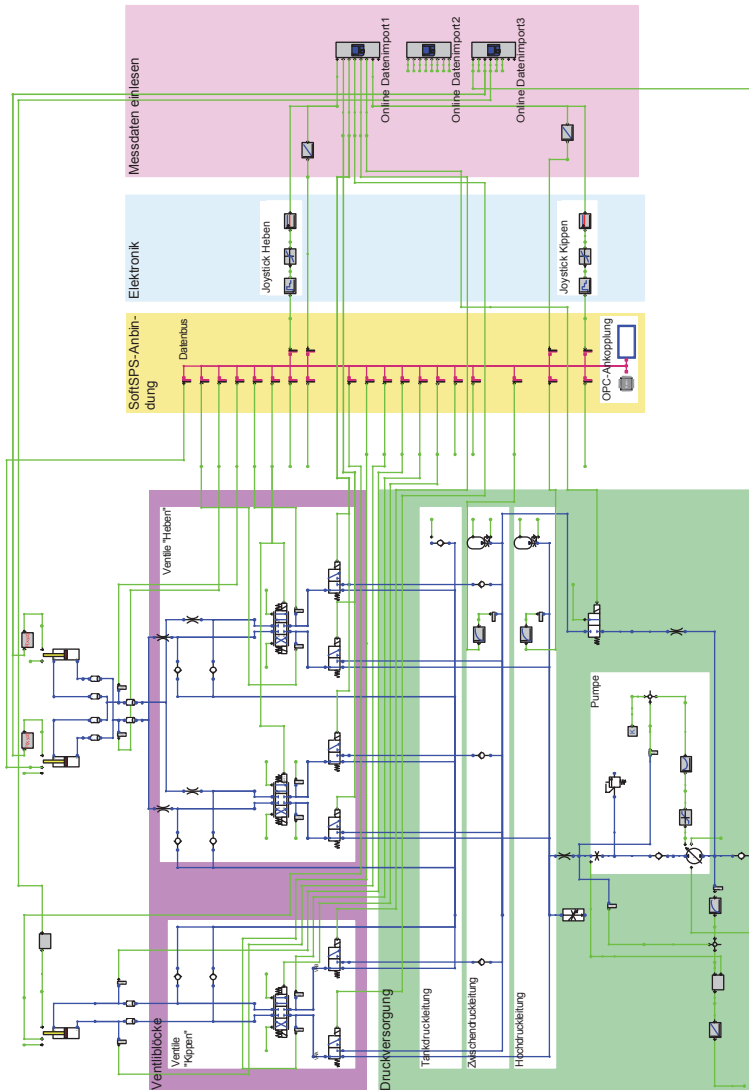 Messdaten einlesen
Online Datenimport1
Online Datenimport2
Online Datenimport3
Elektronik
Joystick Heben
Joystick Kippen
SoftSPS-Anbin-
dung
Datenbus
OPC-Ankopplung
Ventilblöcke
Ventile "Heben"
Ventile
"Kippen"
Druckversorgung
Tankdruckleitung
Zwischendruckleitung
Hochdruckleitung
Pumpe